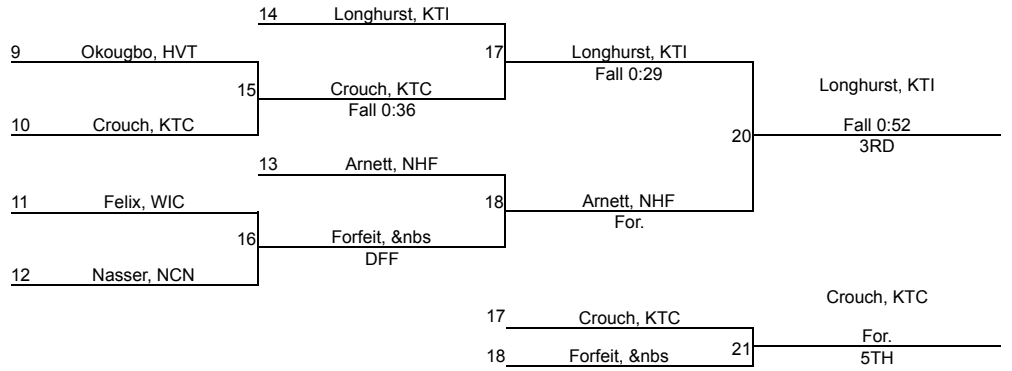 14 Longhurst, KTI
9 Okougbo, HVT
17 Longhurst, KTI
Fall 0:29
Longhurst, KTI
15 Crouch, KTC
Fall 0:36
10 Crouch, KTC
20 Fall 0:52
3RD
13 Arnett, NHF
11 Felix, WIC
18 Arnett, NHF
For.
16 Forfeit, &nbs
DFF
12 Nasser, NCN
Crouch, KTC
17 Crouch, KTC
For.
18 Forfeit, &nbs
21
5TH